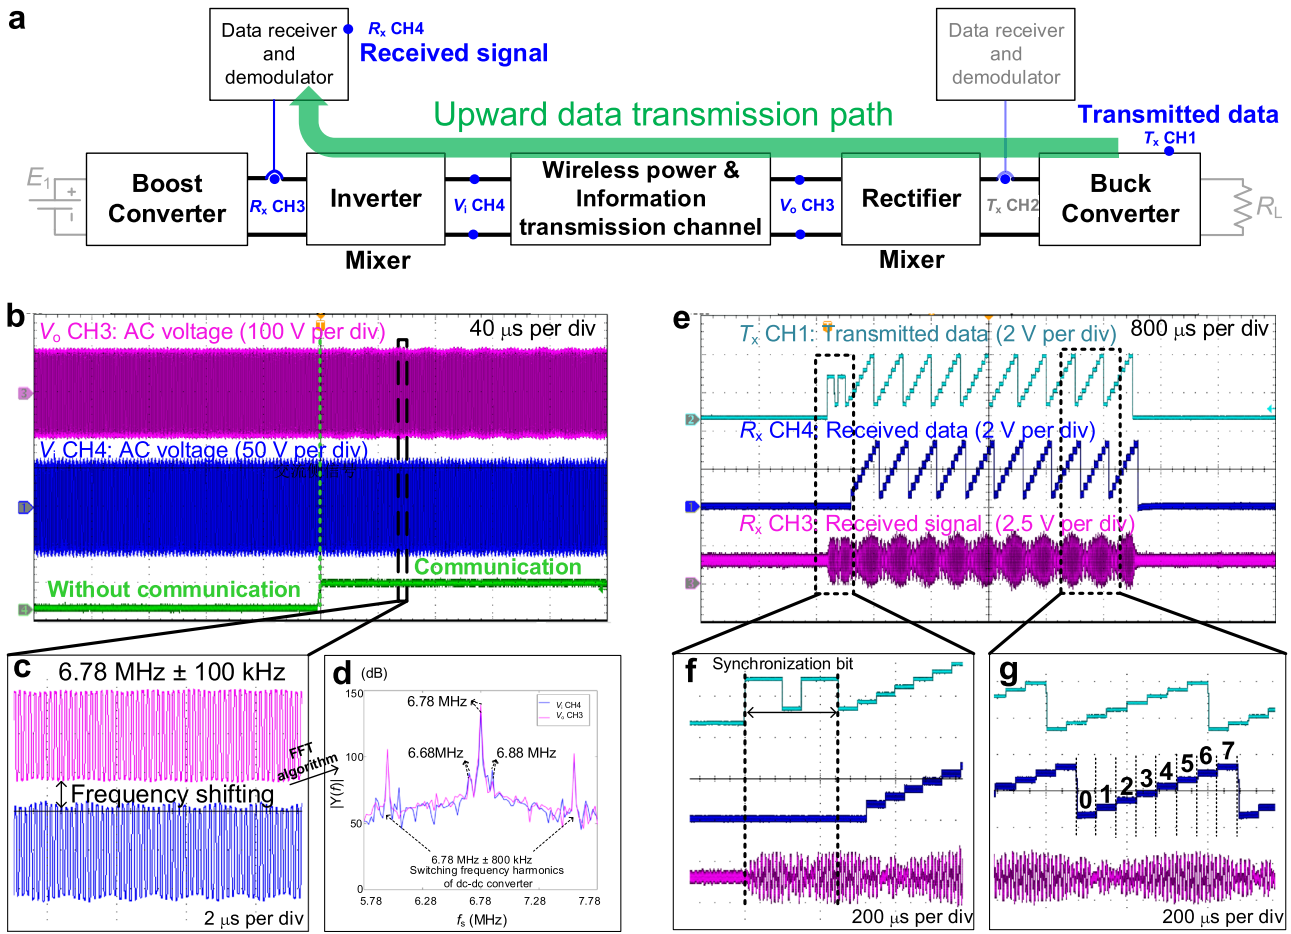 a
Data receiver
and
demodulator
Rx CH4
Received signal
Data receiver
and
demodulator
Upward data transmission path
Transmitted data
Tx CH1
E1
+
-
Boost
Converter
Rx CH3
Inverter
Vi CH4
Wireless power &
Information
transmission channel
Vo CH3
Rectifier
Tx CH2
Buck
Converter
RL
Mixer
Mixer
b
Vo CH3: AC voltage (100 V per div)
40 µs per div
Vi CH4: AC voltage (50 V per div)
Without communication
Communication
c
6.78 MHz ± 100 kHz
Frequency shifting
2 µs per div
FFT
algorithm
d
(dB)
150
100
50
0
|Y(f)|
6.78 MHz
6.68MHz
6.88 MHz
Vi CH4
Vo CH3
6.78 MHz ± 800 kHz
Switching frequency harmonics
of dc-dc converter
5.78
6.28
6.78
7.28
7.78
fs (MHz)
e
Tx CH1: Transmitted data (2 V per div)
800 µs per div
Rx CH4: Received data (2 V per div)
Rx CH3: Received signal (2.5 V per div)
f
Synchronization bit
200 µs per div
g
0
1
2
3
4
5
6
7
200 µs per div